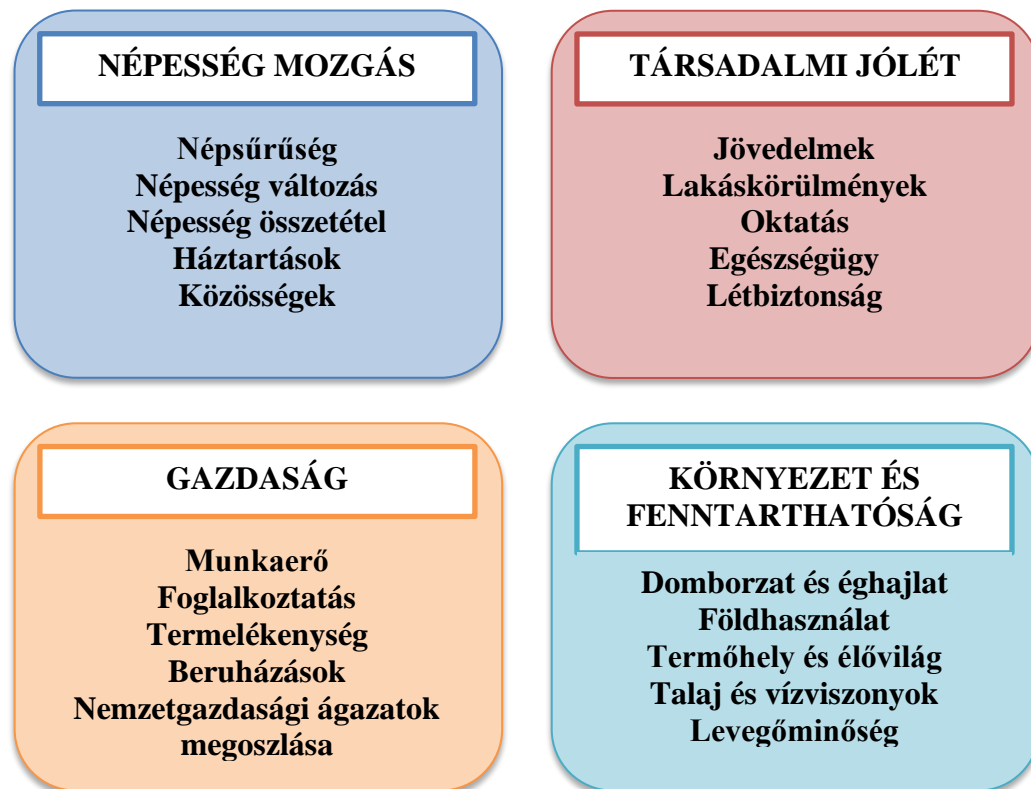 NÉPESSÉG MOZGÁS
Népsűrűség
Népesség változás
Népesség összetétel
Háztartások
Közösségek
TÁRSADALMI JÓLÉT
Jövedelmek
Lakáskörülmények
Oktatás
Egészségügy
Létbiztonság
GAZDASÁG
Munkaerő
Foglalkoztatás
Termelékenység
Beruházások
Nemzetgazdasági ágazatok
megoszlása
KÖRNYEZET ÉS
FENNTARTHATÓSÁG
Domborzat és éghajlat
Földhasználat
Termőhely és élővilág
Talaj és vízviszonyok
Levegőminőség